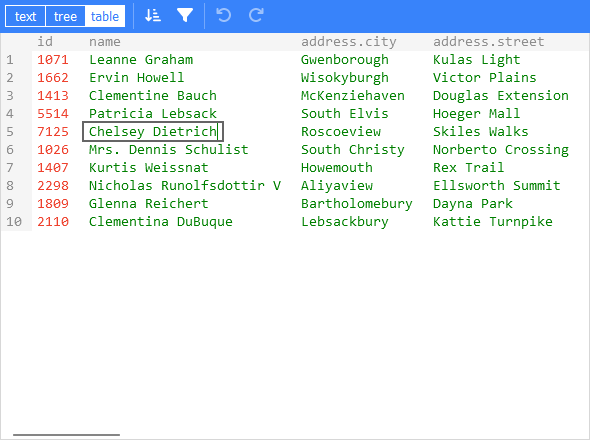 text tree table
id name address.city address.street
1 1071 Leanne Graham Gwenborough Kulas Light
2 1662 Ervin Howell Wisokyburgh Victor Plains
3 1413 Clementine Bauch McKenziehaven Douglas Extension
4 5514 Patricia Lebsack South Elvis Hoeger Mall
5 7125 Chelsey Dietrich Roscoeview Skiles Walks
6 1026 Mrs. Dennis Schulist South Christy Norberto Crossing
7 1407 Kurtis Weissnat Howemouth Rex Trail
8 2298 Nicholas Runolfsdottir V Aliyaview Ellsworth Summit
9 1809 Glenna Reichert Bartholomebury Dayna Park
10 2110 Clementina DuBuque Lebsackbury Kattie Turnpike